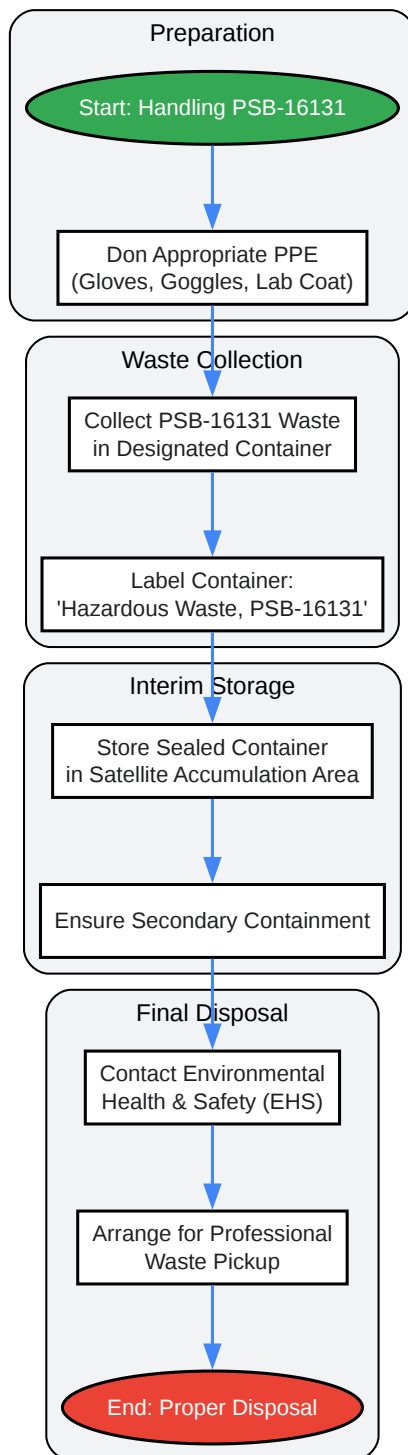 Preparation
Start: Handling PSB-16131
Don Appropriate PPE
(Gloves, Goggles, Lab Coat)
Waste Collection
Collect PSB-16131 Waste
in Designated Container
Label Container:
'Hazardous Waste, PSB-16131'
Interim Storage
Store Sealed Container
in Satellite Accumulation Area
Ensure Secondary Containment
Final Disposal
Contact Environmental
Health & Safety (EHS)
Arrange for Professional
Waste Pickup
End: Proper Disposal